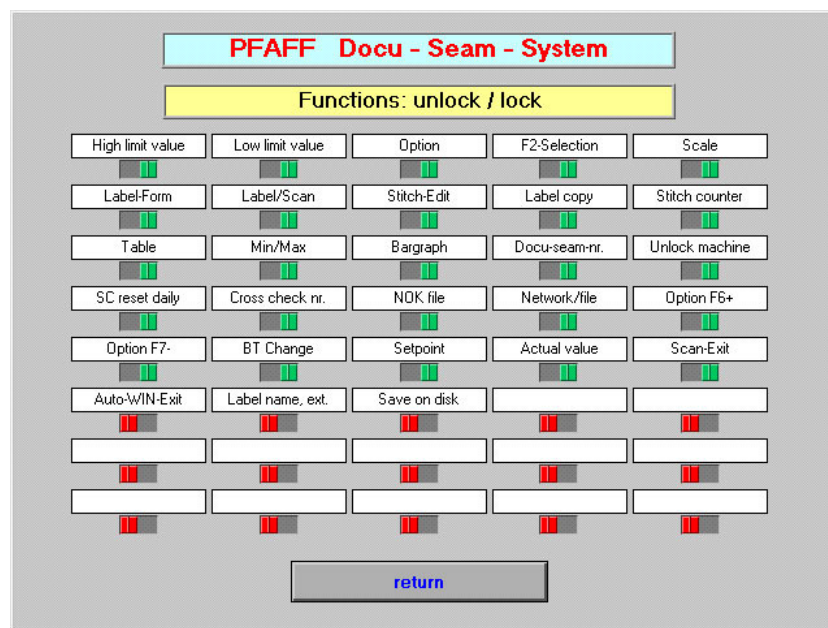 PFAFF Docu - Seam - System
Functions: unlock / lock
High limit value Low limit value Option F2-Selection Scale
Label-Form Label/Scan Stitch-Edit Label copy Stitch counter
Table Min/Max Bargraph Docu-seam-nr. Unlock machine
SC reset daily Cross check nr. NOK file Network/file Option F6+
Option F7- BT Change Setpoint Actual value Scan-Exit
Auto-WIN-Exit Label name, ext. Save on disk
return